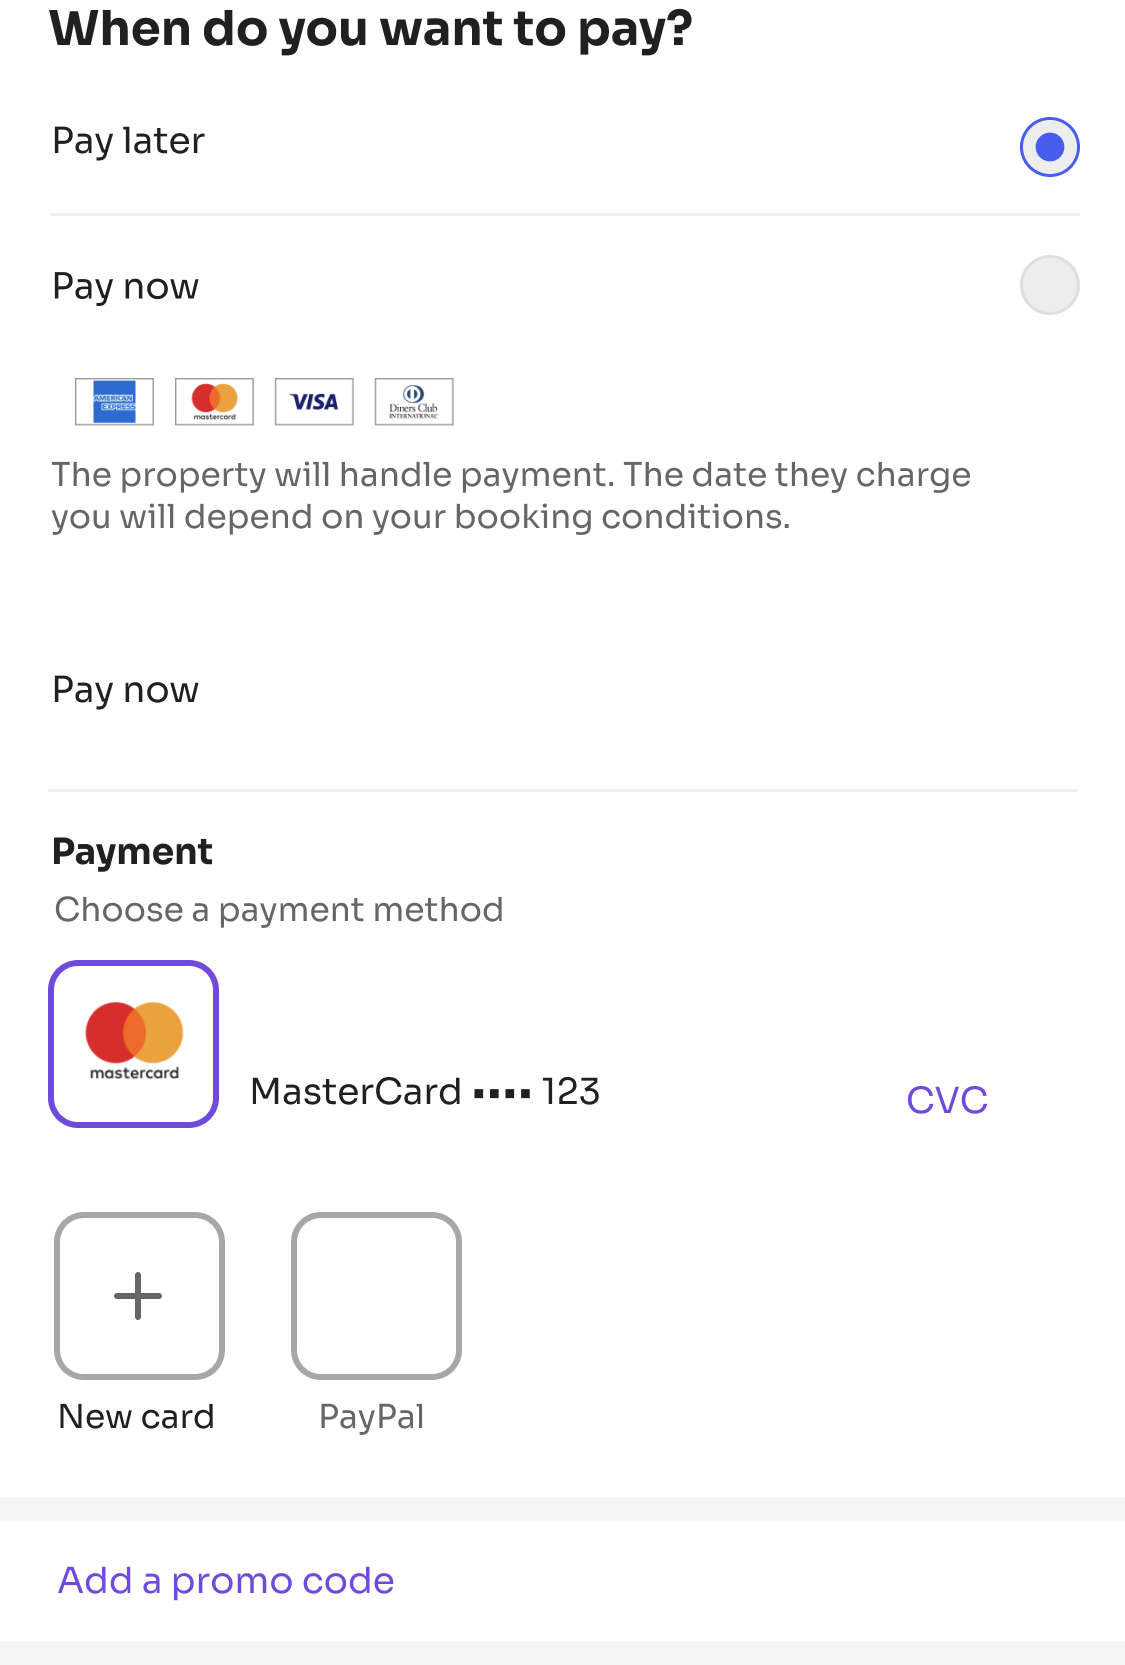 When do you want to pay?
Pay later
Pay now
AMERICAN EXPRESS
mastercard
VISA
Diners Club INTERNATIONAL
The property will handle payment. The date they charge
you will depend on your booking conditions.
Pay now
Payment
Choose a payment method
mastercard
MasterCard ···· 123
CVC
New card
PayPal
Add a promo code